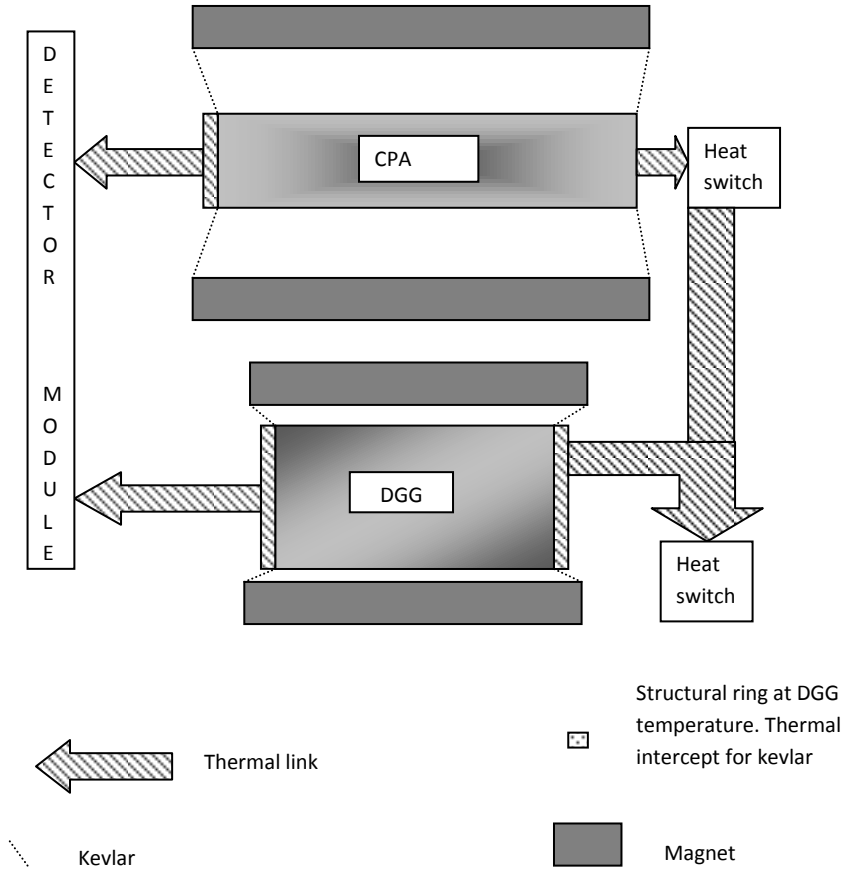 D
E
T
E
C
T
O
R
M
O
D
U
L
E
CPA
Heat
switch
DGG
Heat
switch
Thermal link
Structural ring at DGG
temperature. Thermal
intercept for kevlar
Kevlar
Magnet